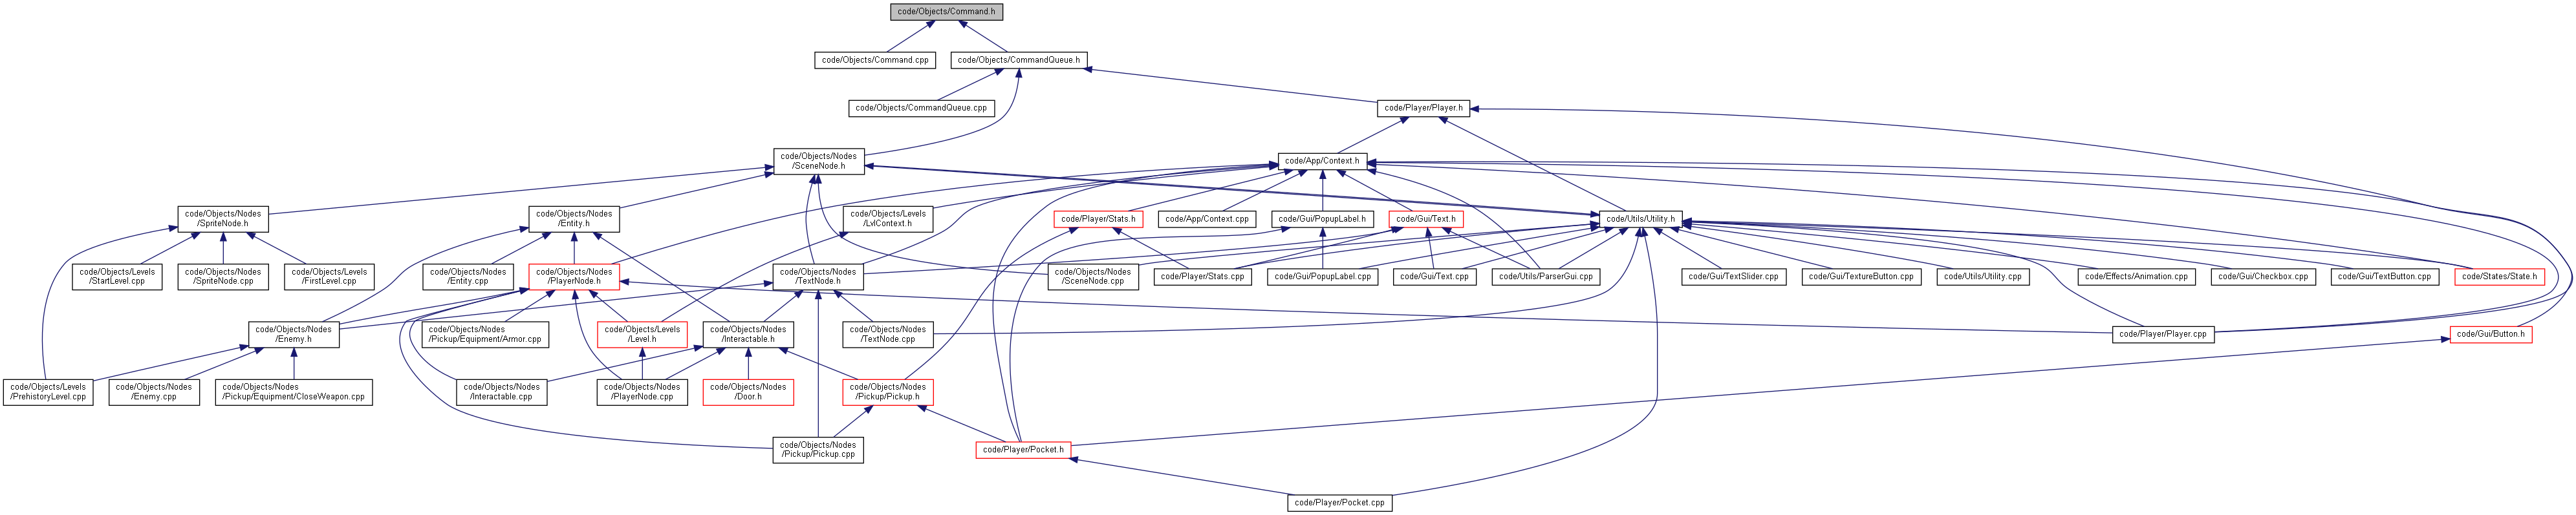 code/Objects/Command.h
code/Objects/Command.cpp
code/Objects/CommandQueue.h
code/Objects/CommandQueue.cpp
code/Player/Player.h
code/Objects/Nodes
/SceneNode.h
code/App/Context.h
code/Objects/Nodes
/SpriteNode.h
code/Objects/Nodes
/Entity.h
code/Objects/Levels
/LvlContext.h
code/Player/Stats.h
code/App/Context.cpp
code/Gui/PopupLabel.h
code/Gui/Text.h
code/Utils/Utility.h
code/Objects/Levels
/StartLevel.cpp
code/Objects/Nodes
/SpriteNode.cpp
code/Objects/Levels
/FirstLevel.cpp
code/Objects/Nodes
/Entity.cpp
code/Objects/Nodes
/PlayerNode.h
code/Objects/Nodes
/TextNode.h
code/Objects/Nodes
/SceneNode.cpp
code/Player/Stats.cpp
code/Gui/PopupLabel.cpp
code/Gui/Text.cpp
code/Utils/ParserGui.cpp
code/Gui/TextSlider.cpp
code/Gui/TextureButton.cpp
code/Utils/Utility.cpp
code/Effects/Animation.cpp
code/Gui/Checkbox.cpp
code/Gui/TextButton.cpp
code/States/State.h
code/Objects/Nodes
/Enemy.h
code/Objects/Nodes
/Pickup/Equipment/Armor.cpp
code/Objects/Levels
/Level.h
code/Objects/Nodes
/Interactable.h
code/Objects/Nodes
/TextNode.cpp
code/Player/Player.cpp
code/Gui/Button.h
code/Objects/Levels
/PrehistoryLevel.cpp
code/Objects/Nodes
/Enemy.cpp
code/Objects/Nodes
/Pickup/Equipment/CloseWeapon.cpp
code/Objects/Nodes
/Interactable.cpp
code/Objects/Nodes
/PlayerNode.cpp
code/Objects/Nodes
/Door.h
code/Objects/Nodes
/Pickup/Pickup.h
code/Objects/Nodes
/Pickup/Pickup.cpp
code/Player/Pocket.h
code/Player/Pocket.cpp